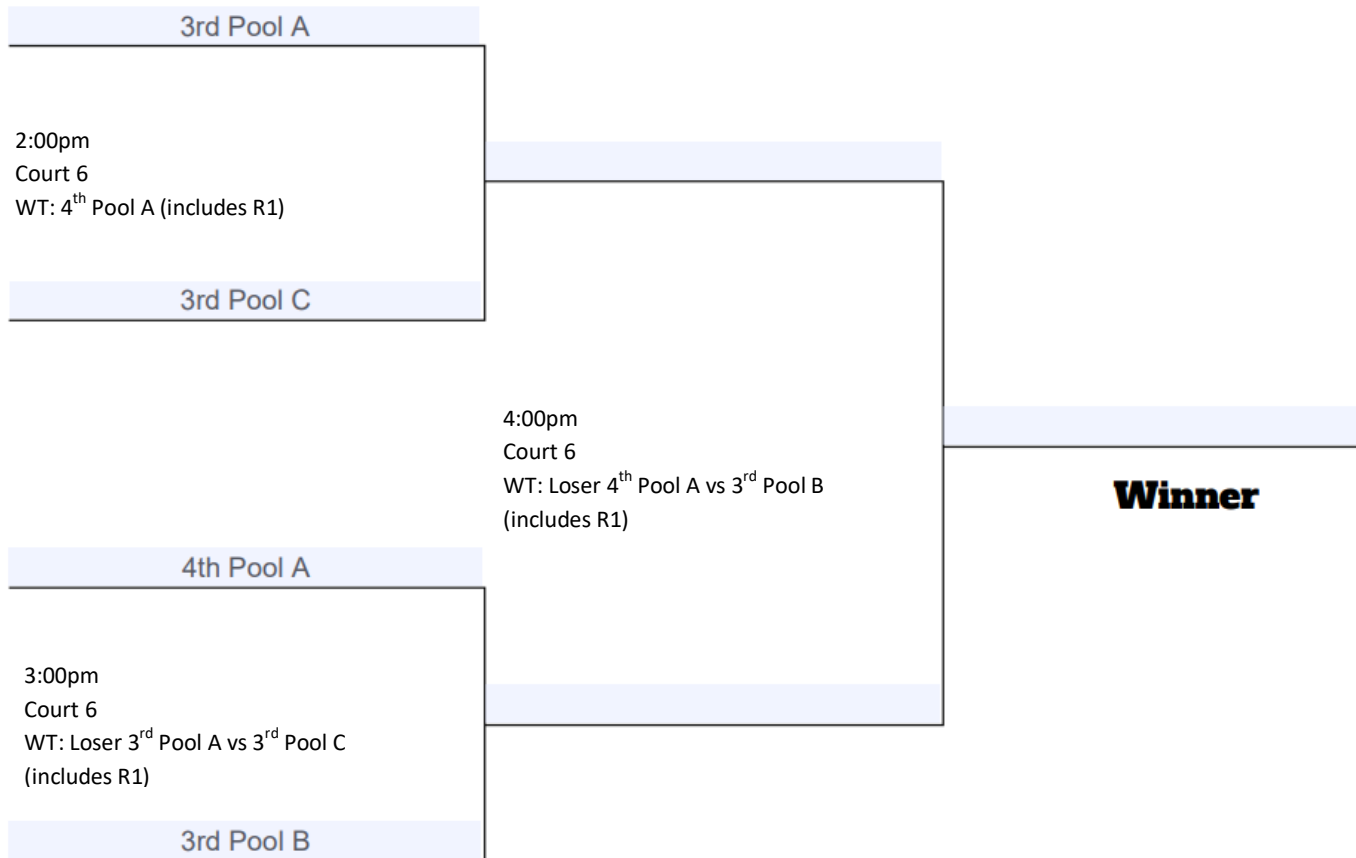 3rd Pool A
2:00pm
Court 6
WT: 4th Pool A (includes R1)
3rd Pool C
4:00pm
Court 6
WT: Loser 4th Pool A vs 3rd Pool B
(includes R1)
Winner
4th Pool A
3:00pm
Court 6
WT: Loser 3rd Pool A vs 3rd Pool C
(includes R1)
3rd Pool B